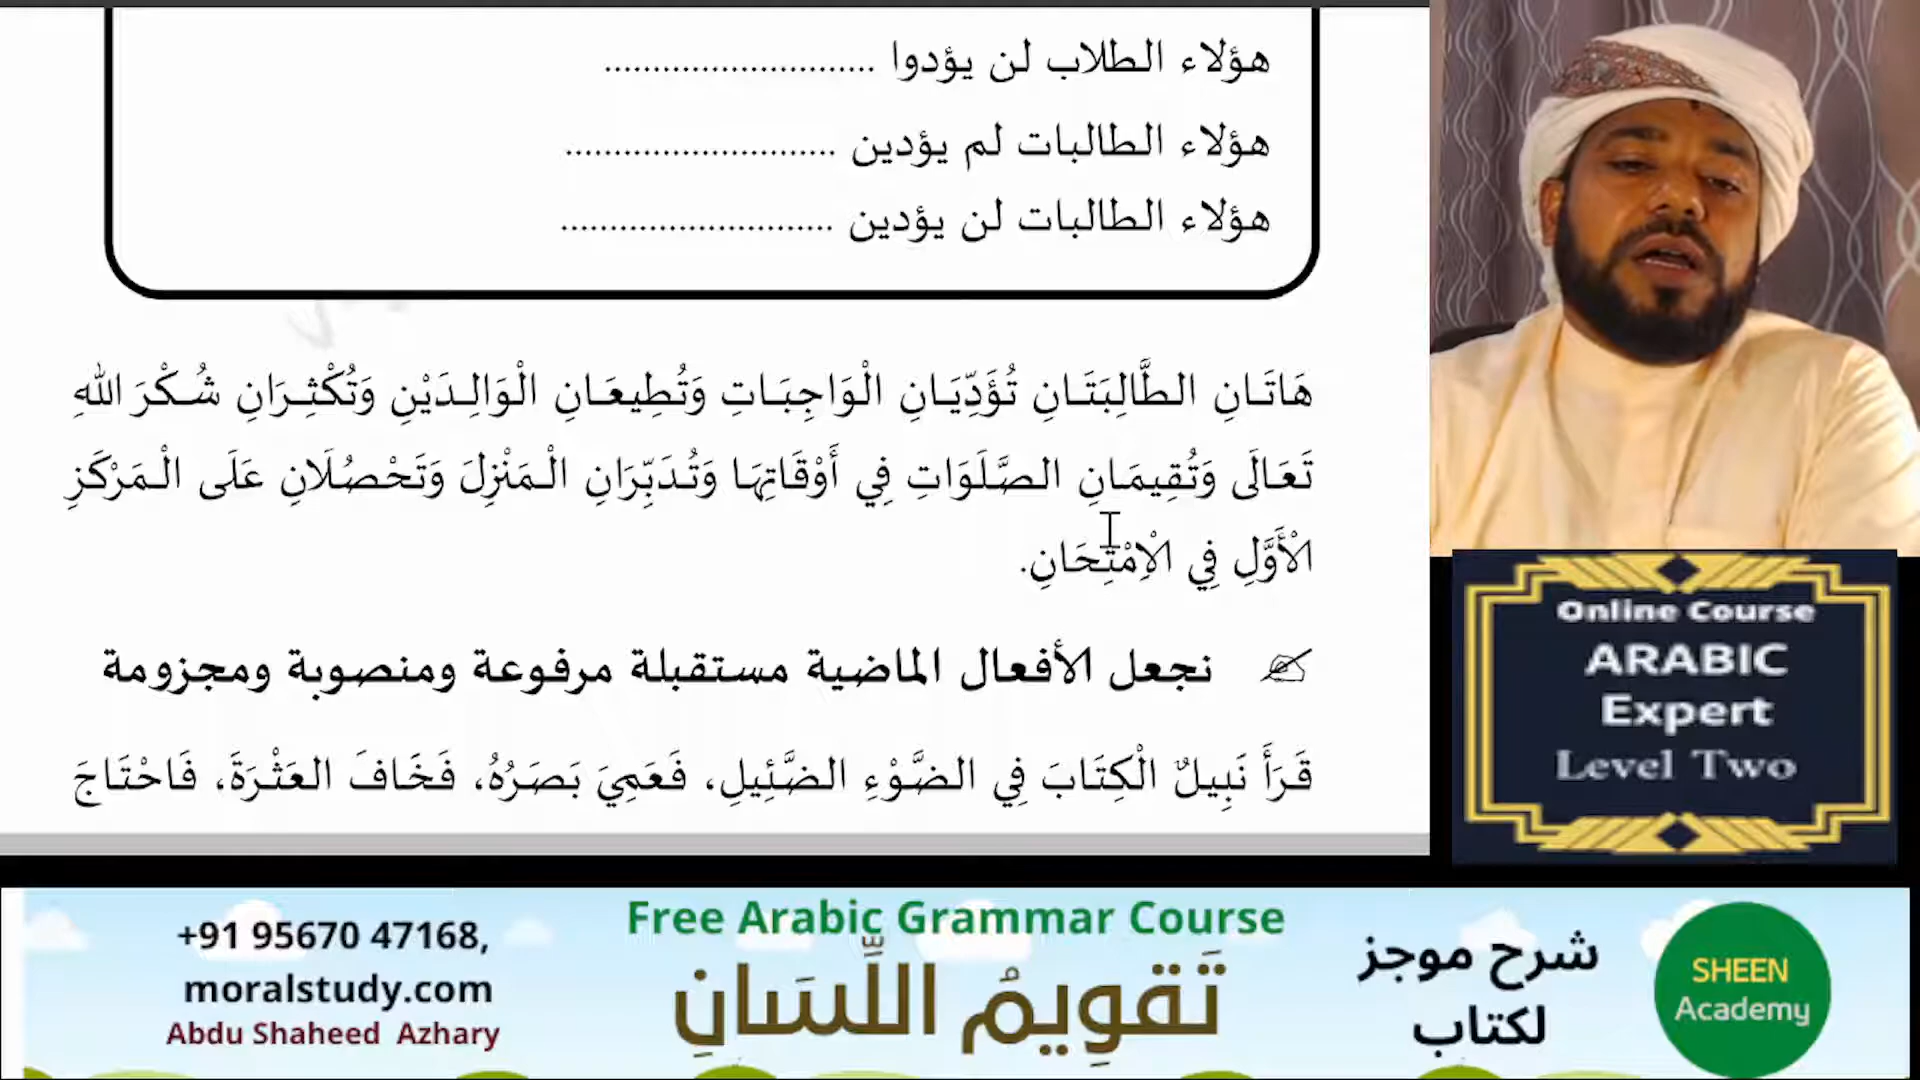 هؤلاء الطلاب لن يؤدوا ............................
هؤلاء الطالبات لم يؤدين ............................
هؤلاء الطالبات لن يؤدين ............................
هَاتَانِ الطَّالِبَتَانِ تُؤَدِّيَانِ الْوَاجِبَاتِ وَتُطِيعَانِ الْوَالِدَيْنِ وَتُكْثِرَانِ شُكْرَ اللهِ
تَعَالَى وَتُقِيمَانِ الصَّلَوَاتِ فِي أَوْقَاتِهَا وَتُدَبِّرَانِ الْمَنْزِلَ وَتَحْصُلَانِ عَلَى الْمَرْكَزِ
الْأَوَّلِ فِي الْاِمْتِحَانِ.
نجعل الأفعال الماضية مستقبلة مرفوعة ومنصوبة ومجزومة
قَرَأَ نَبِيلٌ الْكِتَابَ فِي الضَّوْءِ الضَّئِيلِ، فَعَمِيَ بَصَرُهُ، فَخَافَ العَثْرَةَ، فَاحْتَاجَ
Online Course
ARABIC
Expert
Level Two
+91 95670 47168,
moralstudy.com
Abdu Shaheed Azhary
Free Arabic Grammar Course
تَقوِيمُ اللِّسَانِ
شرح موجز
لكتاب
SHEEN
Academy